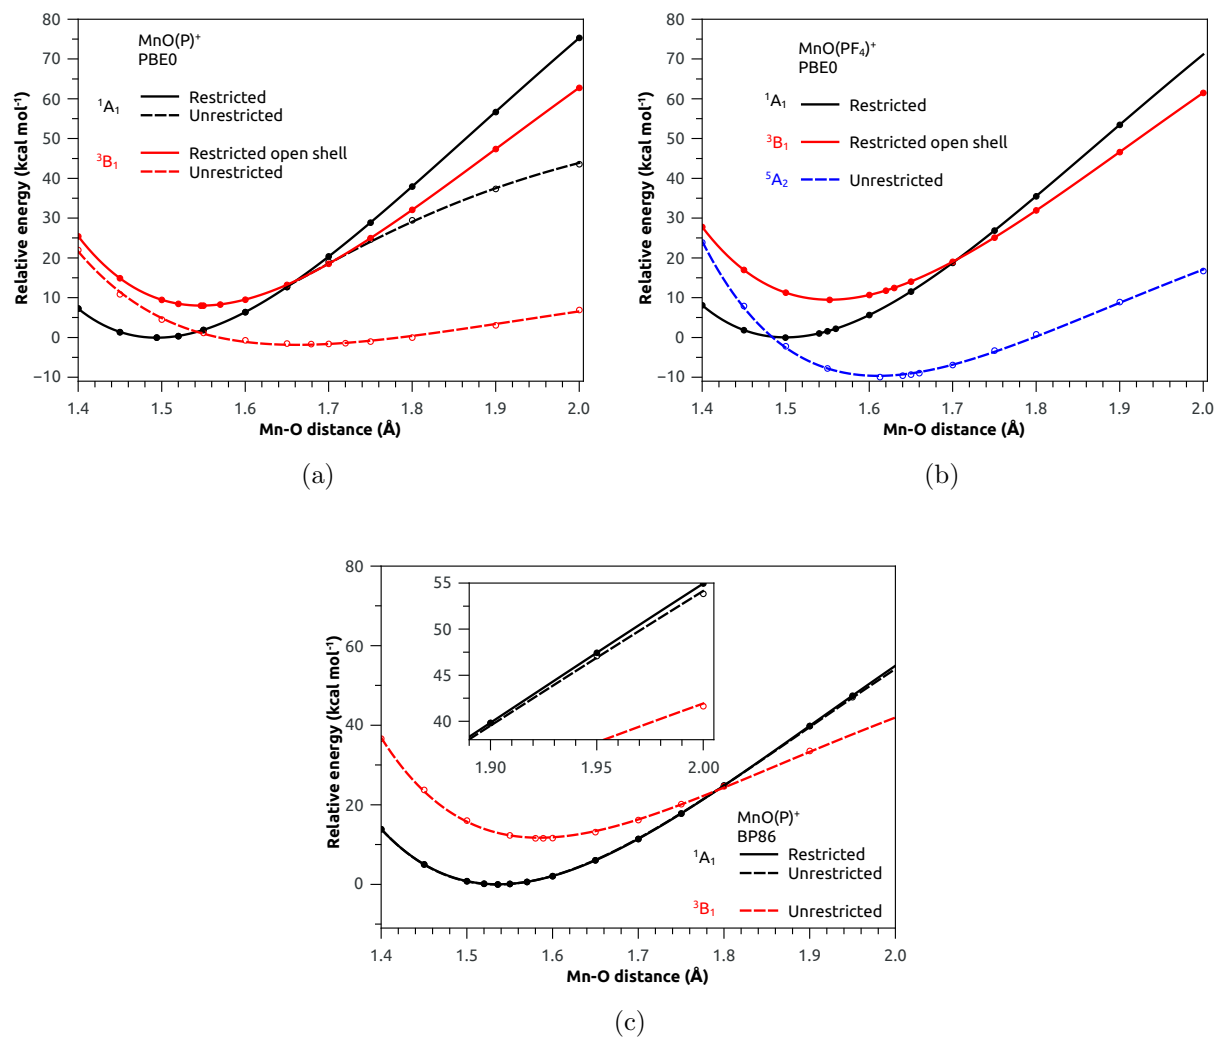 MnO(P)⁺
PBE0
¹A₁
Restricted
Unrestricted
³B₁
Restricted open shell
Unrestricted
Relative energy (kcal mol⁻¹)
80
70
60
50
40
30
20
10
0
−10
1.4 1.5 1.6 1.7 1.8 1.9 2.0
Mn-O distance (Å)
(a)
MnO(PF₄)⁺
PBE0
¹A₁ Restricted
³B₁ Restricted open shell
⁵A₂ Unrestricted
Relative energy (kcal mol⁻¹)
80
70
60
50
40
30
20
10
0
−10
1.4 1.5 1.6 1.7 1.8 1.9 2.0
Mn-O distance (Å)
(b)
Relative energy (kcal mol⁻¹)
80
60
40
20
0
55
50
45
40
1.90 1.95 2.00
MnO(P)⁺
BP86
¹A₁
Restricted
Unrestricted
³B₁ Unrestricted
1.4 1.5 1.6 1.7 1.8 1.9 2.0
Mn-O distance (Å)
(c)